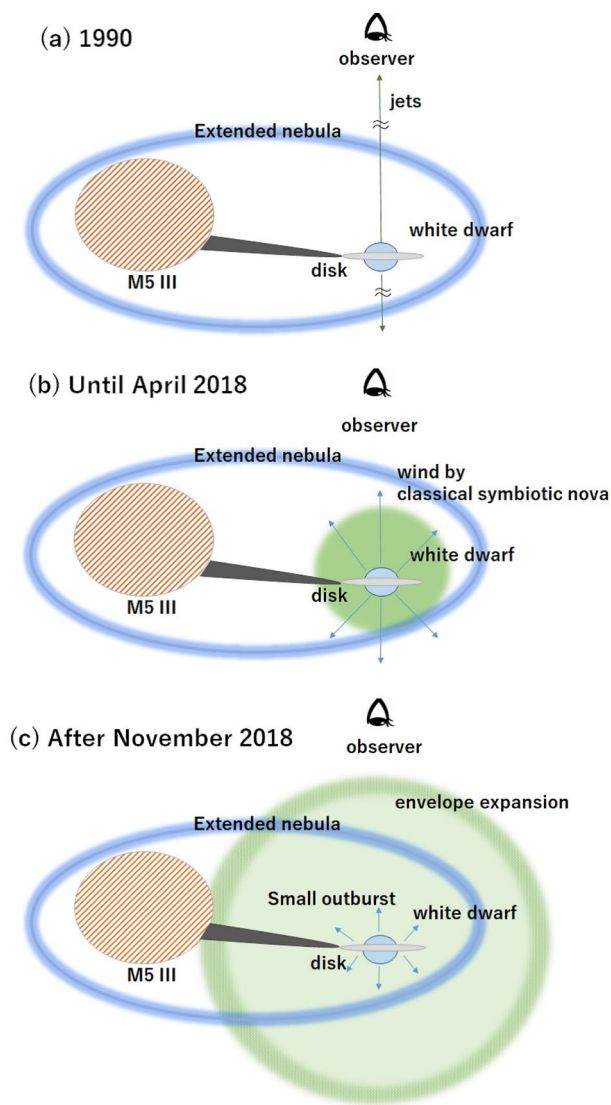 (a) 1990
observer
jets
Extended nebula
white dwarf
disk
M5 III
(b) Until April 2018
observer
Extended nebula
wind by
classical symbiotic nova
white dwarf
disk
M5 III
(c) After November 2018
observer
envelope expansion
Extended nebula
Small outburst
white dwarf
disk
M5 III